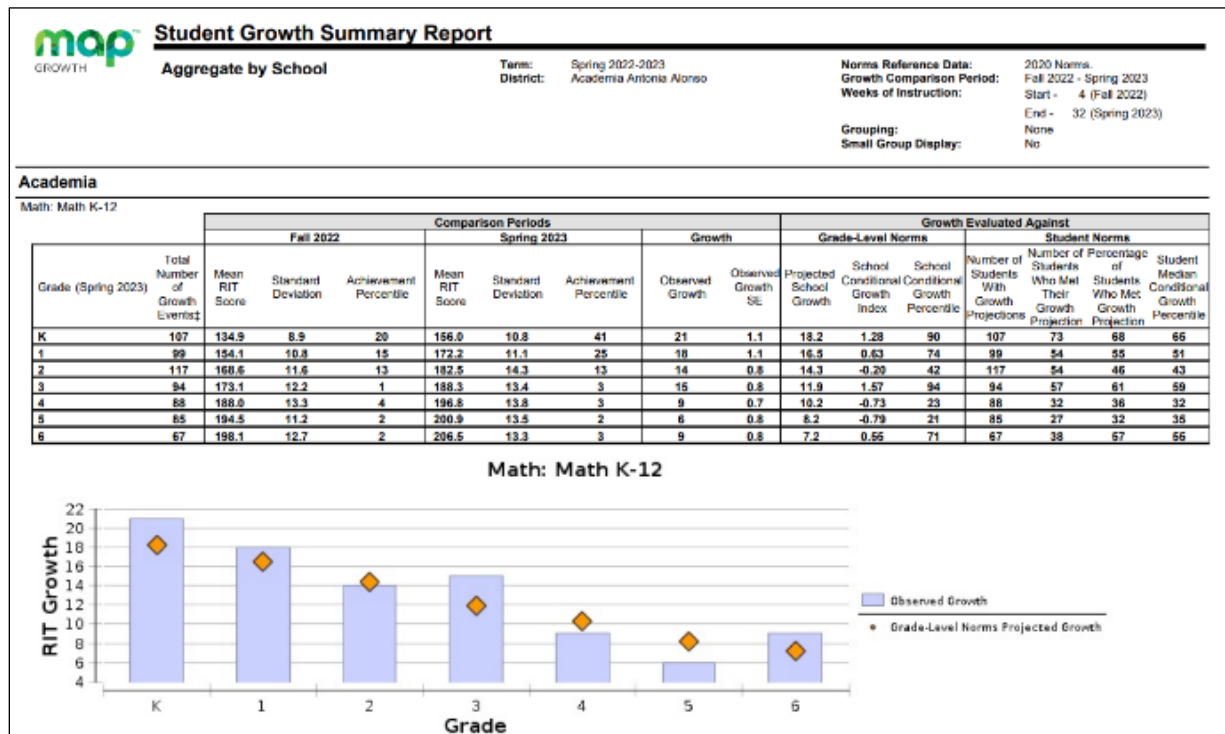 map™
GROWTH
Student Growth Summary Report
Aggregate by School
Term: Spring 2022-2023
District: Academia Antonia Alonso
Norms Reference Data: 2020 Norms.
Growth Comparison Period: Fall 2022 - Spring 2023
Weeks of Instruction: Start - 4 (Fall 2022)
End - 32 (Spring 2023)
Grouping: None
Small Group Display: No
Academia
Math: Math K-12
Comparison Periods Growth Evaluated Against
Fall 2022 Spring 2023 Growth Grade-Level Norms Student Norms
Grade (Spring 2023) Total Number of Growth Events‡ Mean RIT Score Standard Deviation Achievement Percentile Mean RIT Score Standard Deviation Achievement Percentile Observed Growth Observed Growth SE Projected School Growth School Conditional Growth Index School Conditional Growth Percentile Number of Students With Growth Projections Number of Students Who Met Their Growth Projection Percentage of Students Who Met Growth Projection Student Median Conditional Growth Percentile
K 107 134.9 8.9 20 156.0 10.8 41 21 1.1 18.2 1.28 90 107 73 68 65
1 99 154.1 10.8 15 172.2 11.1 25 18 1.1 16.5 0.63 74 99 54 55 51
2 117 168.6 11.6 13 182.5 14.3 13 14 0.8 14.3 -0.20 42 117 54 46 43
3 94 173.1 12.2 1 188.3 13.4 3 15 0.8 11.9 1.57 94 94 57 61 59
4 88 188.0 13.3 4 196.8 13.8 3 9 0.7 10.2 -0.73 23 88 32 36 32
5 85 194.5 11.2 2 200.9 13.5 2 6 0.8 8.2 -0.79 21 85 27 32 35
6 67 198.1 12.7 2 206.5 13.3 3 9 0.8 7.2 0.55 71 67 38 57 55
Math: Math K-12
RIT Growth
22
20
18
16
14
12
10
8
6
4
K 1 2 3 4 5 6
Grade
Observed Growth
Grade-Level Norms Projected Growth